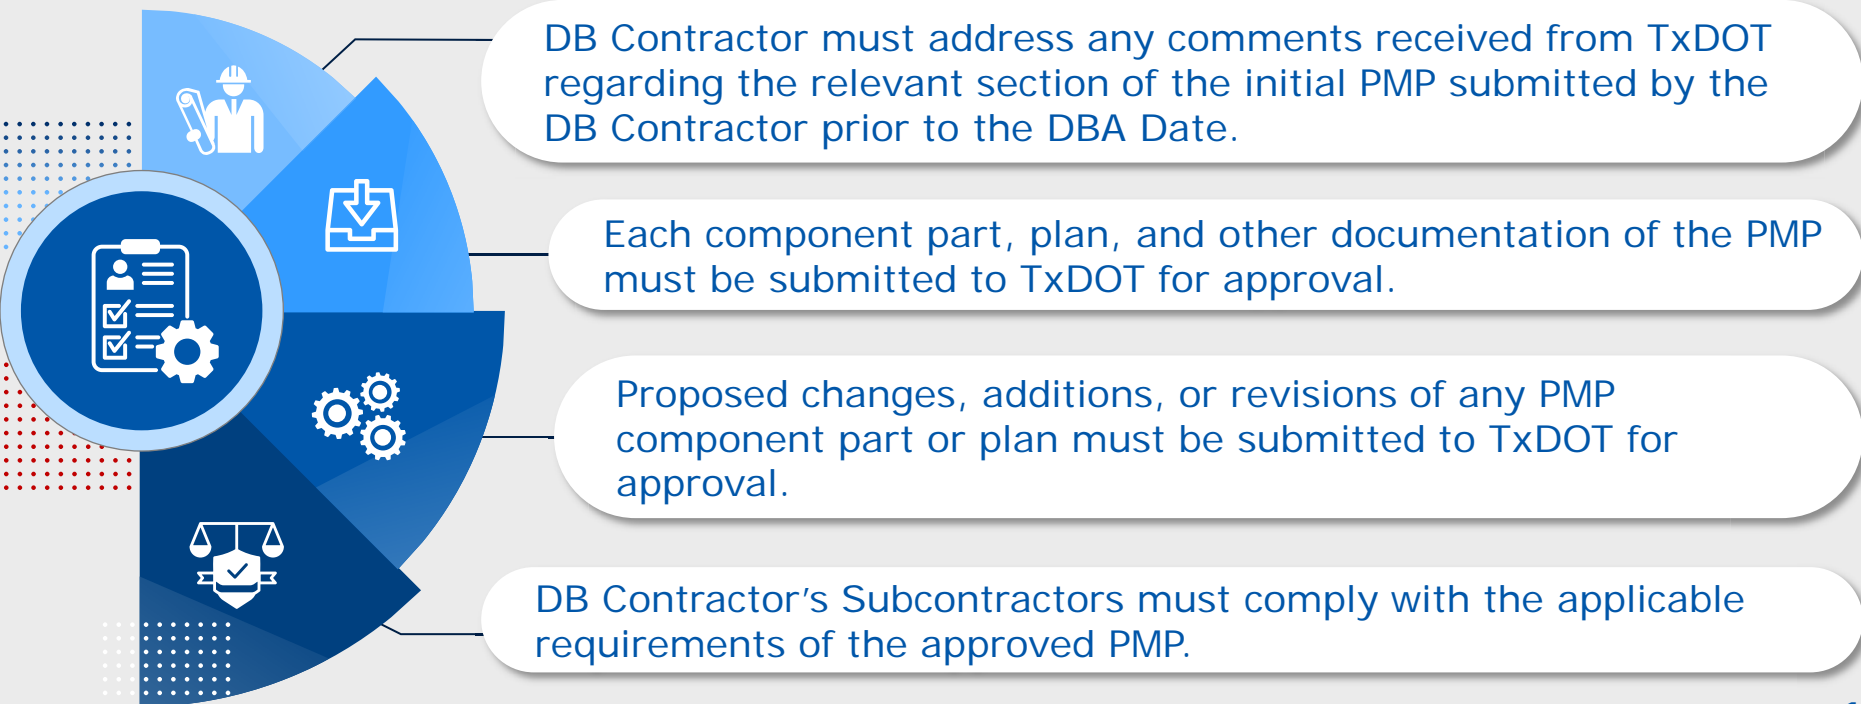 DB Contractor must address any comments received from TxDOT
regarding the relevant section of the initial PMP submitted by the
DB Contractor prior to the DBA Date.
Each component part, plan, and other documentation of the PMP
must be submitted to TxDOT for approval.
Proposed changes, additions, or revisions of any PMP
component part or plan must be submitted to TxDOT for
approval.
DB Contractor’s Subcontractors must comply with the applicable
requirements of the approved PMP.